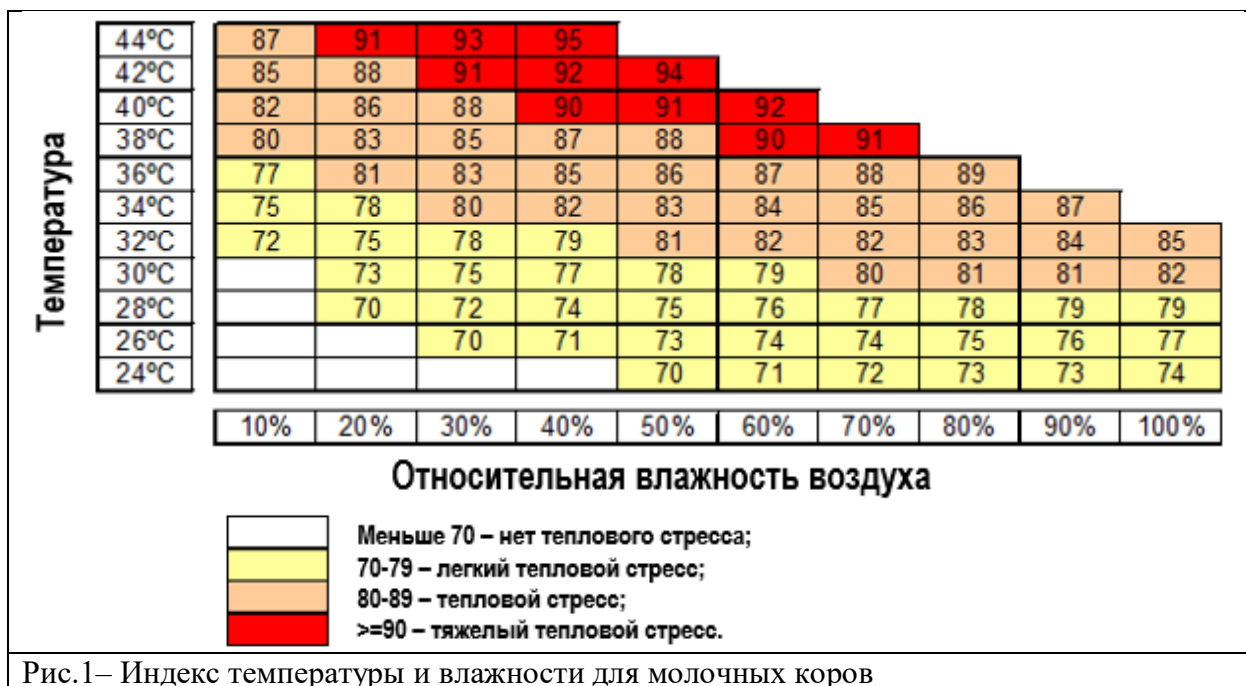 44ºC 87 91 93 95
42ºC 85 88 91 92 94
40ºC 82 86 88 90 91 92
38ºC 80 83 85 87 88 90 91
36ºC 77 81 83 85 86 87 88 89
34ºC 75 78 80 82 83 84 85 86 87
32ºC 72 75 78 79 81 82 82 83 84 85
30ºC 73 75 77 78 79 80 81 81 82
28ºC 70 72 74 75 76 77 78 79 79
26ºC 70 71 73 74 74 75 76 77
24ºC 70 71 72 73 73 74
Температура
10% 20% 30% 40% 50% 60% 70% 80% 90% 100%
Относительная влажность воздуха
Меньше 70 – нет теплового стресса;
70-79 – легкий тепловой стресс;
80-89 – тепловой стресс;
>=90 – тяжелый тепловой стресс.
Рис.1– Индекс температуры и влажности для молочных коров